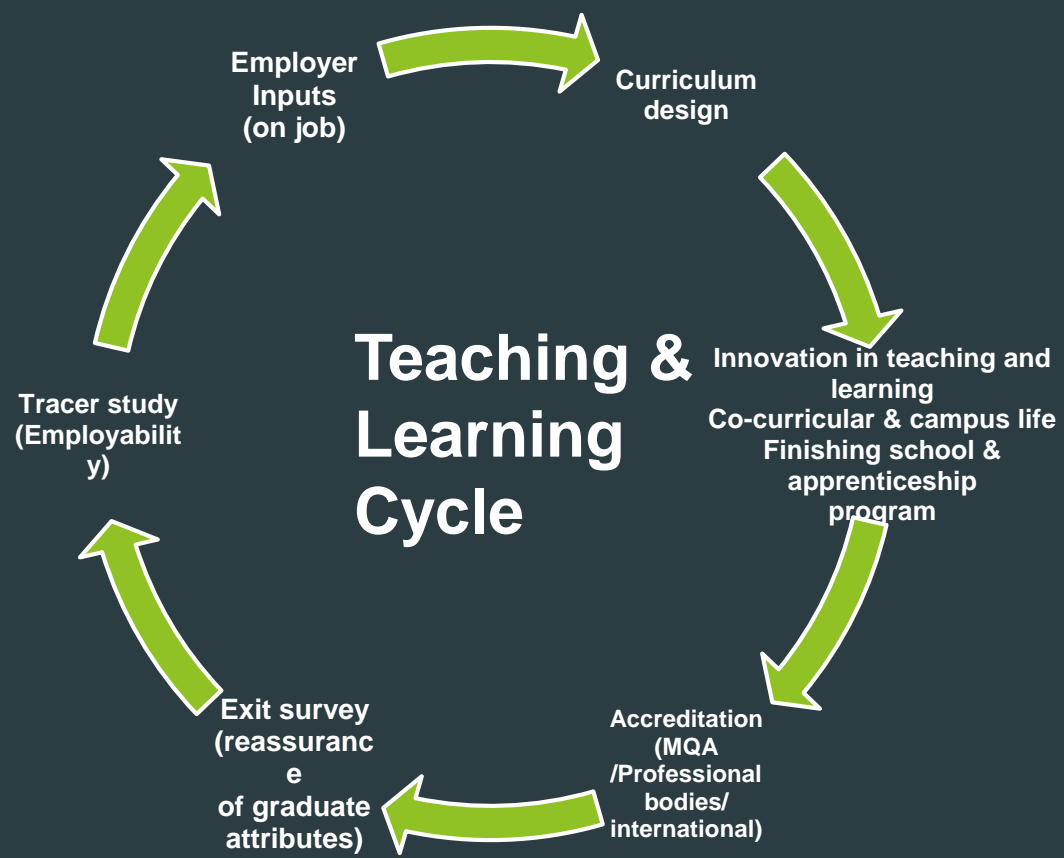 Employer
Inputs
(on job)
Curriculum
design
Teaching &
Learning
Cycle
Innovation in teaching and
learning
Co-curricular & campus life
Finishing school &
apprenticeship
program
Accreditation
(MQA
/Professional
bodies/
international)
Exit survey
(reassuranc
e
of graduate
attributes)
Tracer study
(Employabilit
y)